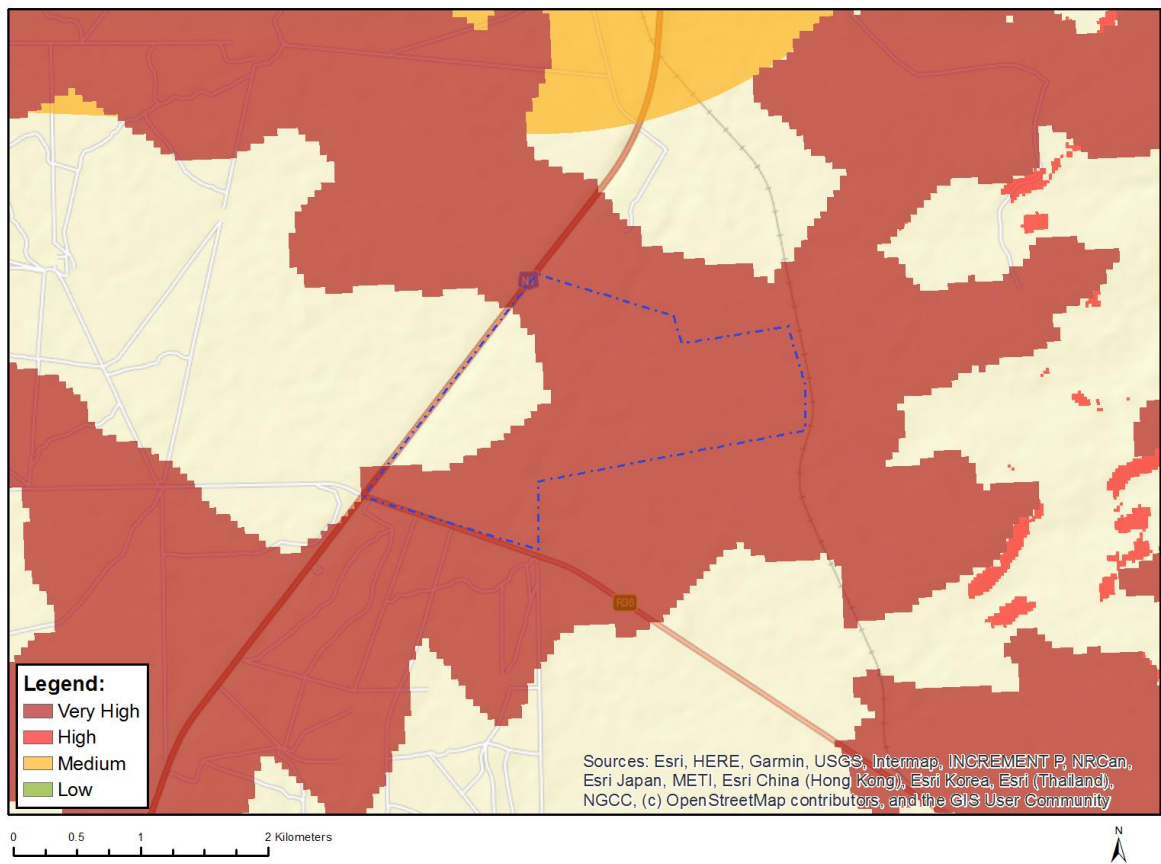 N1
R36
Legend:
Very High
High
Medium
Low
Sources: Esri, HERE, Garmin, USGS, Intermap, INCREMENT P, NRCan,
Esri Japan, METI, Esri China (Hong Kong), Esri Korea, Esri (Thailand),
NGCC, (c) OpenStreetMap contributors, and the GIS User Community
0 0.5 1 2 Kilometers
N